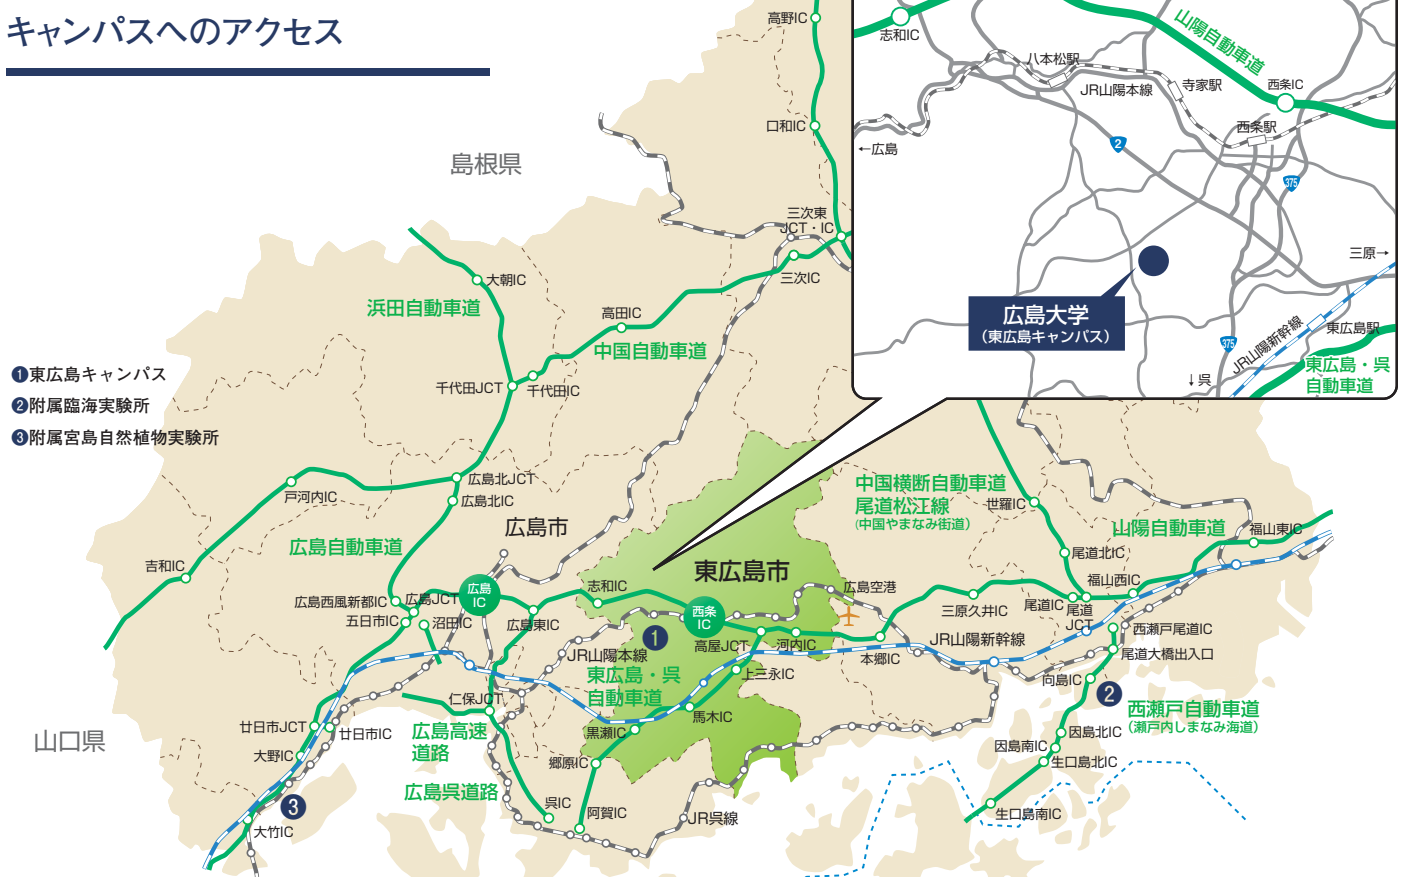 キャンパスへのアクセス
島根県
山口県
❶東広島キャンパス
❷附属臨海実験所
❸附属宮島自然植物実験所
高野IC
口和IC
三次東
JCT・IC
三次IC
大朝IC
浜田自動車道
高田IC
中国自動車道
千代田JCT
千代田IC
広島北JCT
広島北IC
戸河内IC
吉和IC
広島自動車道
広島市
広島
IC
広島西風新都IC
広島JCT
五日市IC
沼田IC
広島東IC
志和IC
東広島市
西条
IC
1
高屋JCT
河内IC
広島空港
本郷IC
三原久井IC
JR山陽新幹線
JR山陽本線
東広島・呉
自動車道
上三永IC
馬木IC
黒瀬IC
郷原IC
阿賀IC
呉IC
仁保JCT
広島高速
道路
広島呉道路
廿日市JCT
廿日市IC
大野IC
3
大竹IC
JR呉線
中国横断自動車道
尾道松江線
(中国やまなみ街道)
世羅IC
尾道北IC
山陽自動車道
福山東IC
福山西IC
尾道IC
尾道
JCT
西瀬戸尾道IC
尾道大橋出入口
向島IC
2
西瀬戸自動車道
(瀬戸内しまなみ海道)
因島北IC
因島南IC
生口島北IC
生口島南IC
志和IC
山陽自動車道
八本松駅
JR山陽本線
寺家駅
西条IC
西条駅
←広島
2
375
三原→
広島大学
(東広島キャンパス)
375
JR山陽新幹線
東広島駅
東広島・呉
自動車道
↓呉